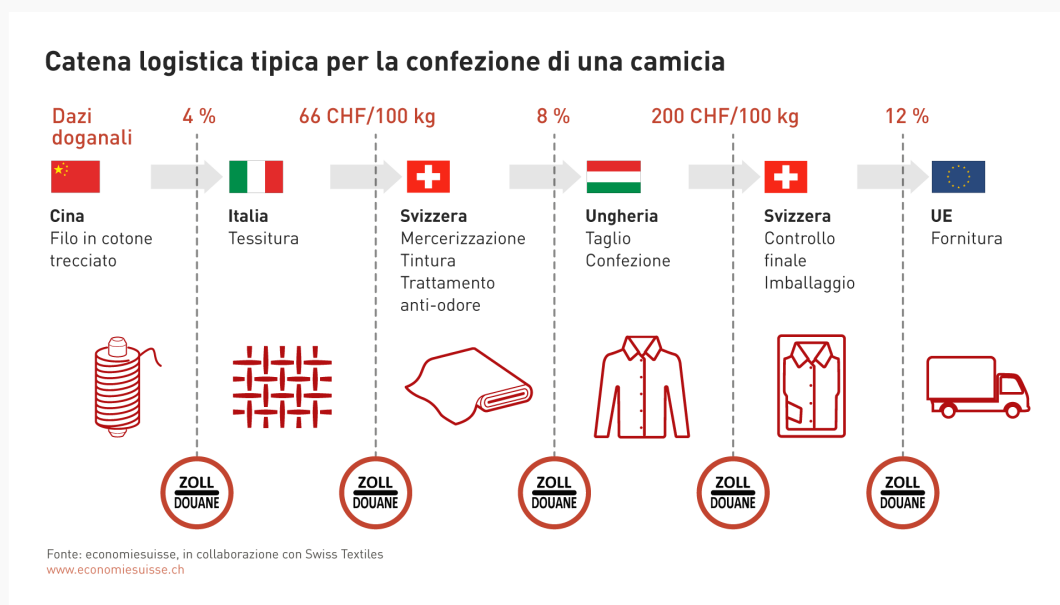 Catena logistica tipica per la confezione di una camicia
Dazi
doganali
4 %
66 CHF/100 kg
8 %
200 CHF/100 kg
12 %
Cina
Filo in cotone
trecciato
Italia
Tessitura
Svizzera
Mercerizzazione
Tintura
Trattamento
anti-odore
Ungheria
Taglio
Confezione
Svizzera
Controllo
finale
Imballaggio
UE
Fornitura
ZOLL
DOUANE
ZOLL
DOUANE
ZOLL
DOUANE
ZOLL
DOUANE
ZOLL
DOUANE
Fonte: economiesuisse, in collaborazione con Swiss Textiles
www.economiesuisse.ch